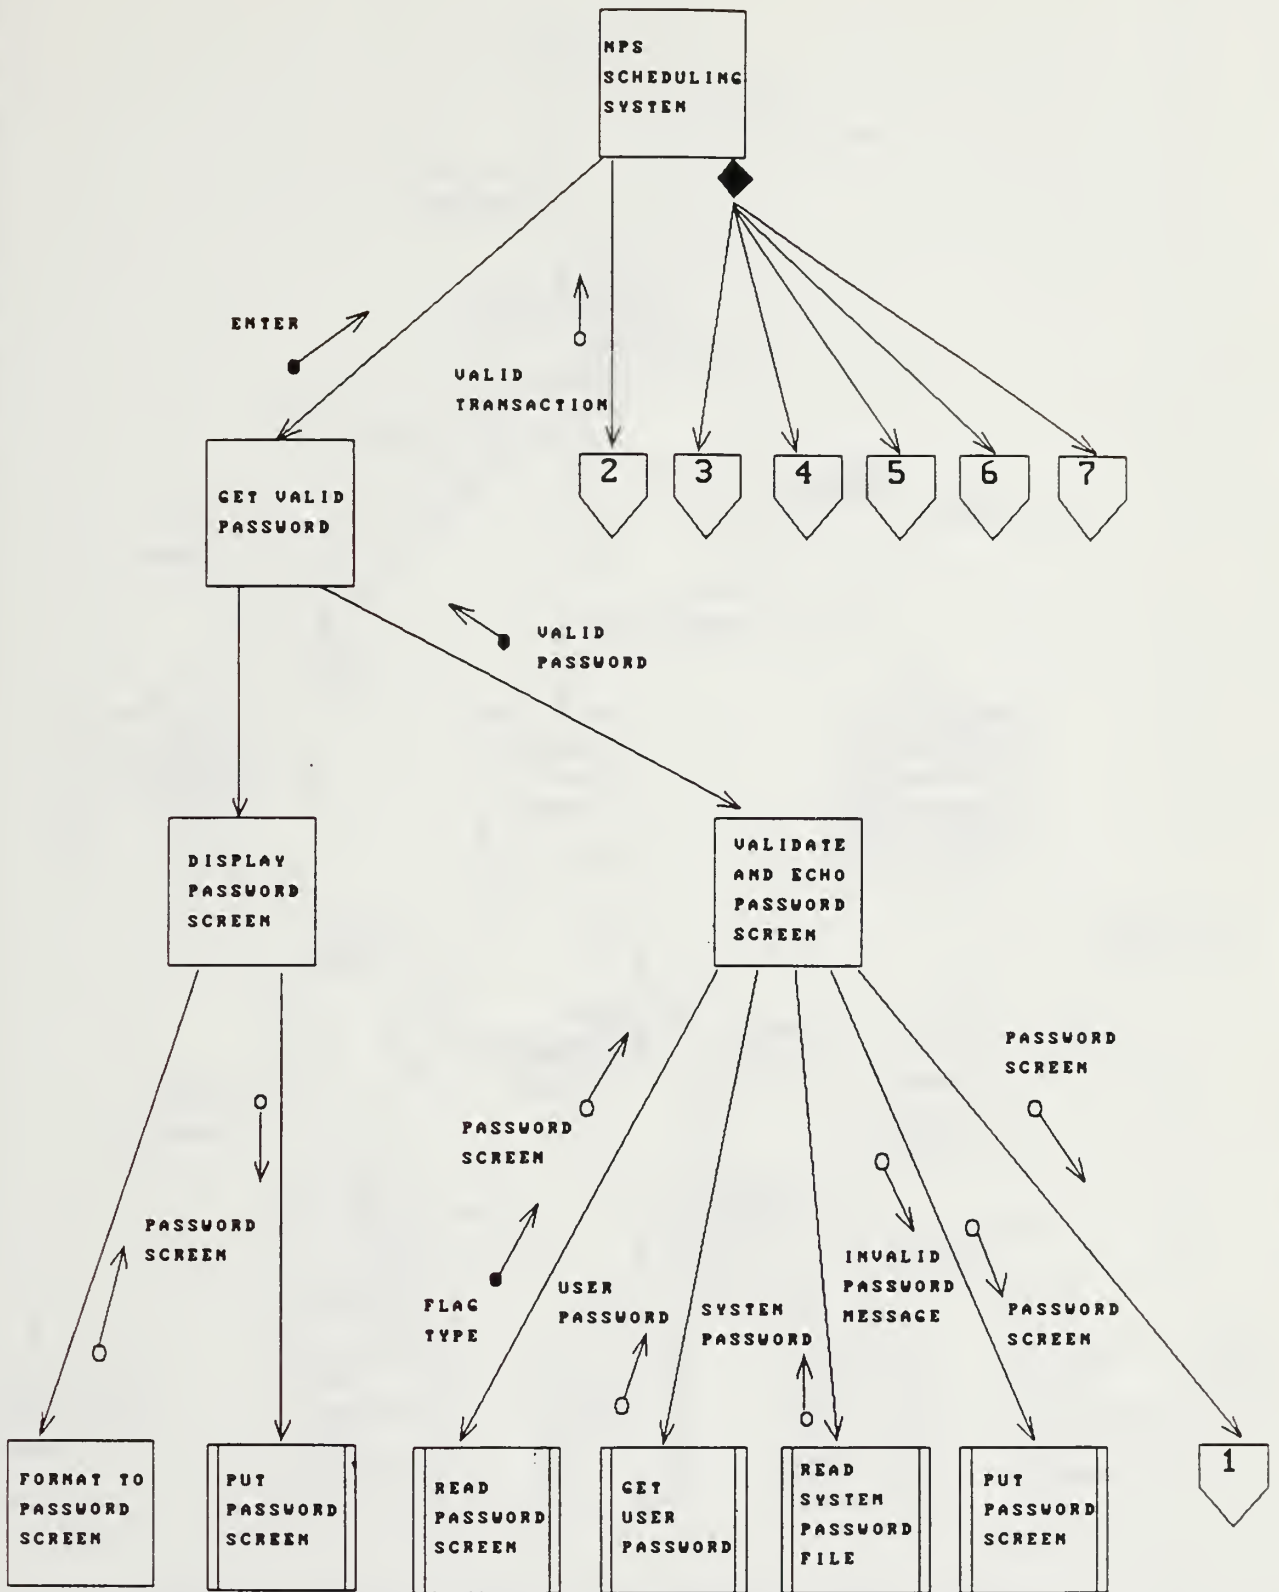 NPS
SCHEDULING
SYSTEM
ENTER
VALID
TRANSACTION
2
3
4
5
6
7
GET VALID
PASSWORD
VALID
PASSWORD
DISPLAY
PASSWORD
SCREEN
VALIDATE
AND ECHO
PASSWORD
SCREEN
PASSWORD
SCREEN
PASSWORD
SCREEN
PASSWORD
SCREEN
FLAG
TYPE
USER
PASSWORD
SYSTEM
PASSWORD
INVALID
PASSWORD
MESSAGE
PASSWORD
SCREEN
FORMAT TO
PASSWORD
SCREEN
PUT
PASSWORD
SCREEN
READ
PASSWORD
SCREEN
GET
USER
PASSWORD
READ
SYSTEM
PASSWORD
FILE
PUT
PASSWORD
SCREEN
1